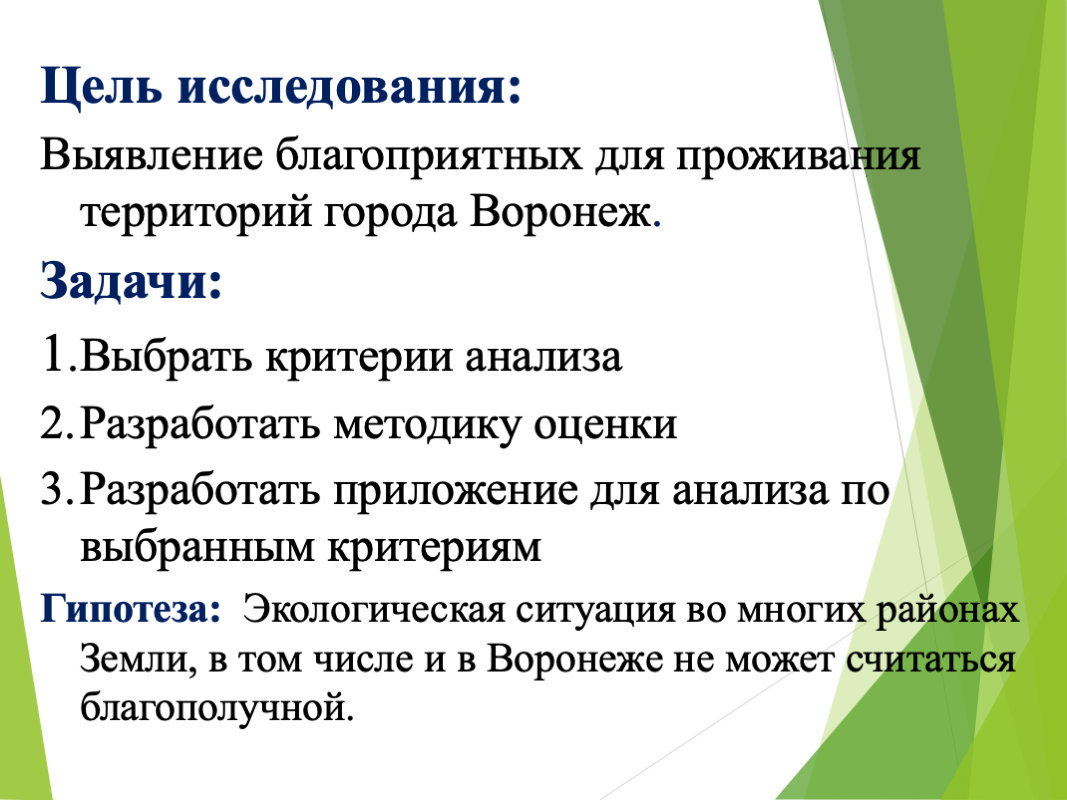 Цель исследования:
Выявление благоприятных для проживания
территорий города Воронеж.
Задачи:
1.Выбрать критерии анализа
2.Разработать методику оценки
3.Разработать приложение для анализа по
выбранным критериям
Гипотеза: Экологическая ситуация во многих районах
Земли, в том числе и в Воронеже не может считаться
благополучной.